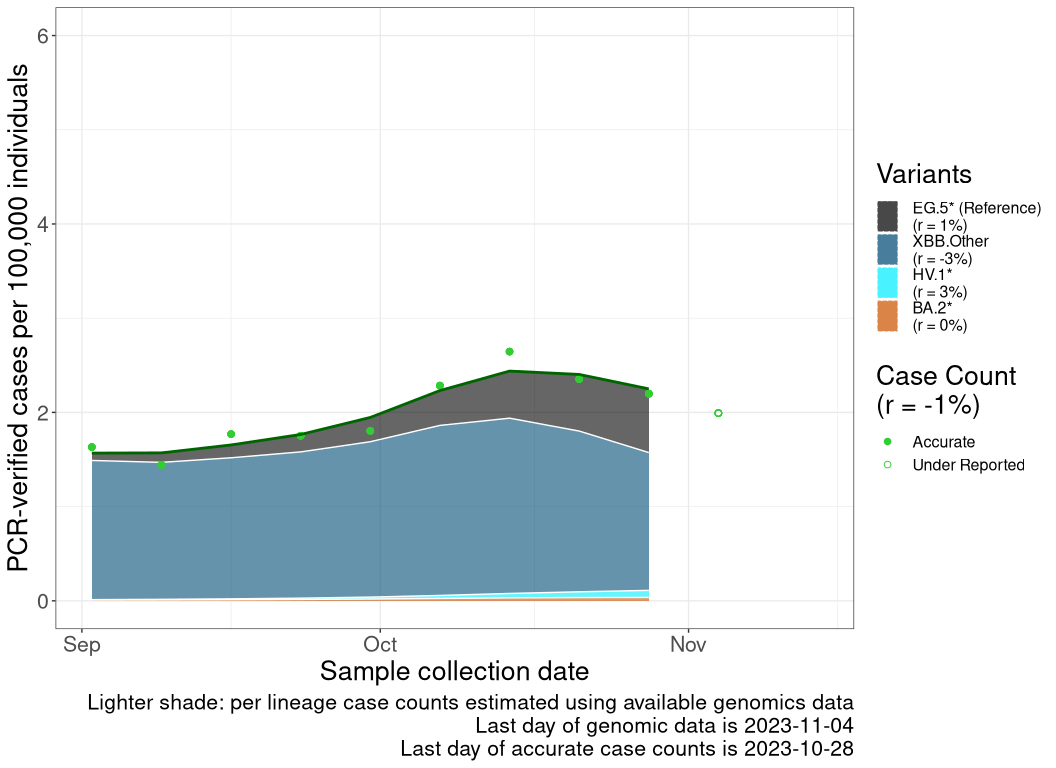 PCR-verified cases per 100,000 individuals
6
4
2
0
Sep
Oct
Nov
Sample collection date
Lighter shade: per lineage case counts estimated using available genomics data
Last day of genomic data is 2023-11-04
Last day of accurate case counts is 2023-10-28
Variants
EG.5* (Reference)
(r = 1%)
XBB.Other
(r = -3%)
HV.1*
(r = 3%)
BA.2*
(r = 0%)
Case Count
(r = -1%)
Accurate
Under Reported